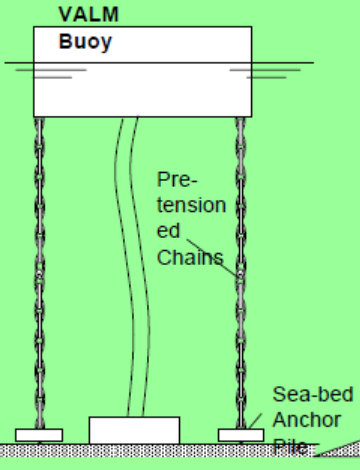 VALM
Buoy
Pre-
tension
ed
Chains
Sea-bed
Anchor
Pile